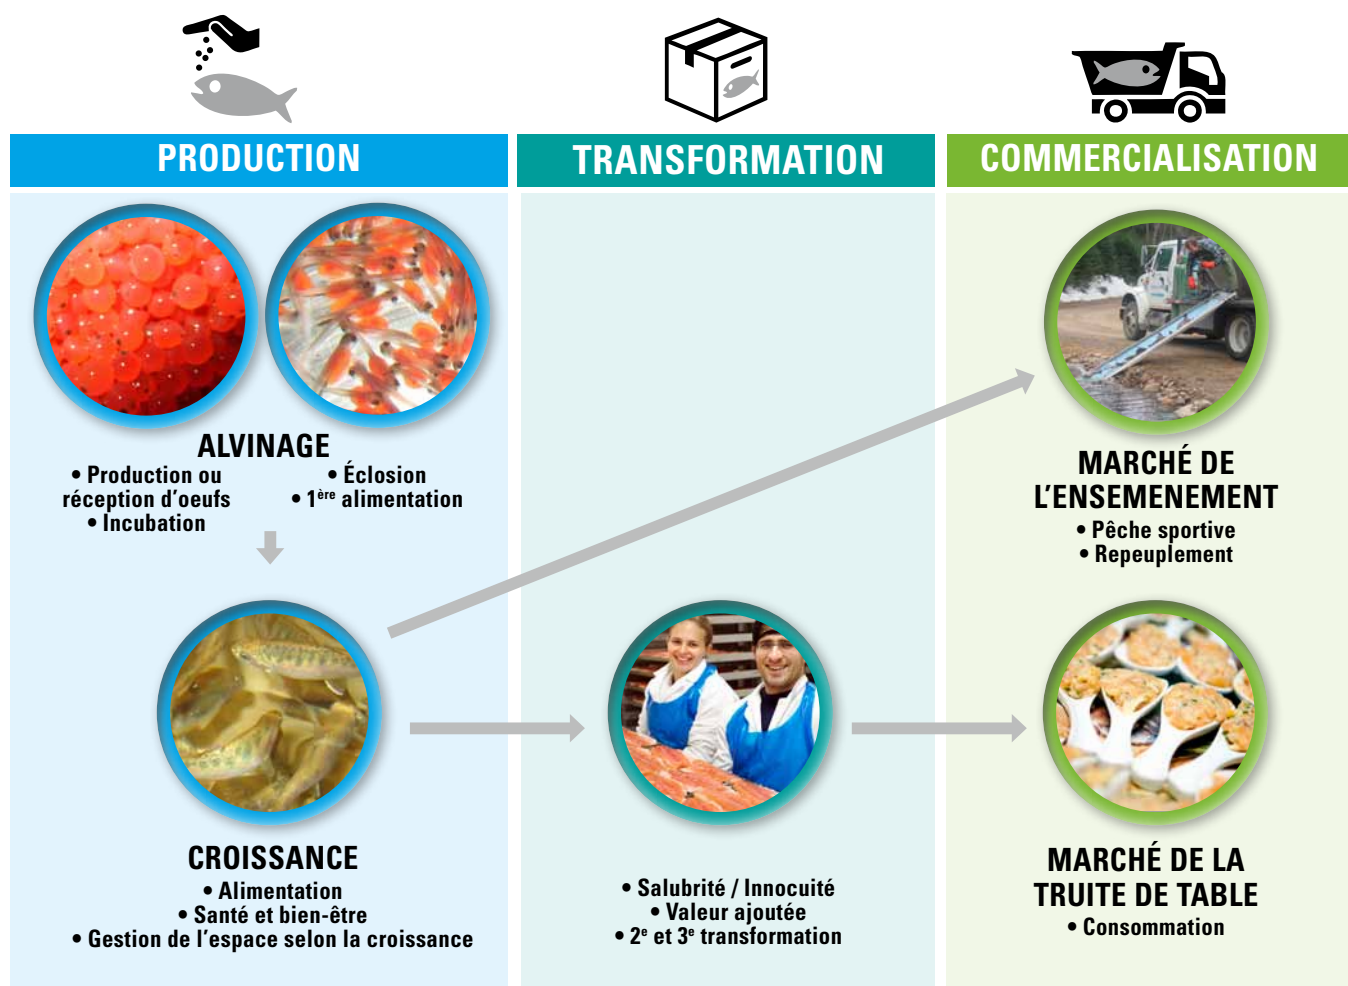 PRODUCTION
TRANSFORMATION
COMMERCIALISATION
ALVINAGE
• Production ou
réception d'oeufs
• Incubation
• Éclosion
• 1ère alimentation
CROISSANCE
• Alimentation
• Santé et bien-être
• Gestion de l'espace selon la croissance
• Salubrité / Innocuité
• Valeur ajoutée
• 2e et 3e transformation
MARCHÉ DE
L'ENSEMENEMENT
• Pêche sportive
• Repeuplement
MARCHÉ DE LA
TRUITE DE TABLE
• Consommation